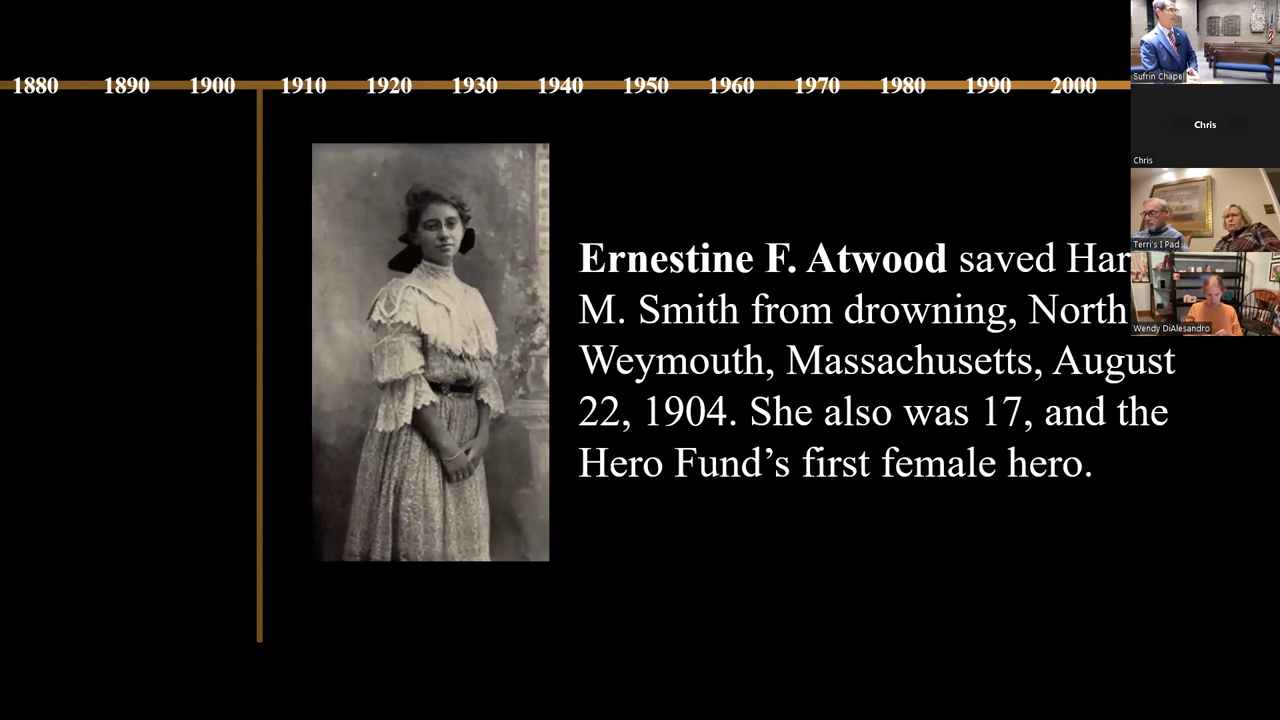 1880 1890 1900 1910 1920 1930 1940 1950 1960 1970 1980 1990 2000
Ernestine F. Atwood saved
M. Smith from drowning, North
Weymouth, Massachusetts, August
22, 1904. She also was 17, and the
Hero Fund’s first female hero.
Sufrin Chapel
Chris
Chris
Terri's I Pad
Wendy DiAlesandro